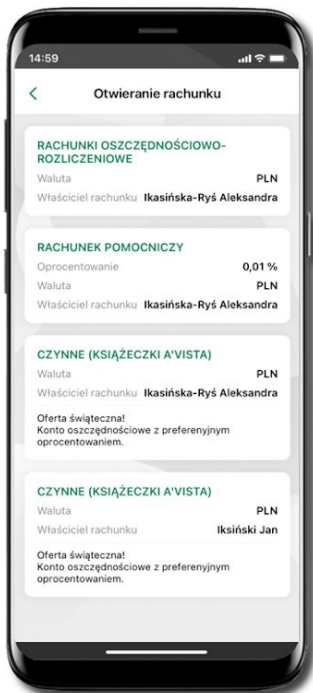 14:59
Otwieranie rachunku
RACHUNKI OSZCZĘDNOŚCIOWO-
ROZLICZENIOWE
Waluta PLN
Właściciel rachunku Ikasińska-Ryś Aleksandra
RACHUNEK POMOCNICZY
Oprocentowanie 0,01 %
Waluta PLN
Właściciel rachunku Ikasińska-Ryś Aleksandra
CZYNNE (KSIĄŻECZKI A'VISTA)
Waluta PLN
Właściciel rachunku Ikasińska-Ryś Aleksandra
Oferta świąteczna!
Konto oszczędnościowe z preferenyjnym
oprocentowaniem.
CZYNNE (KSIĄŻECZKI A'VISTA)
Waluta PLN
Właściciel rachunku Iksiński Jan
Oferta świąteczna!
Konto oszczędnościowe z preferenyjnym
oprocentowaniem.